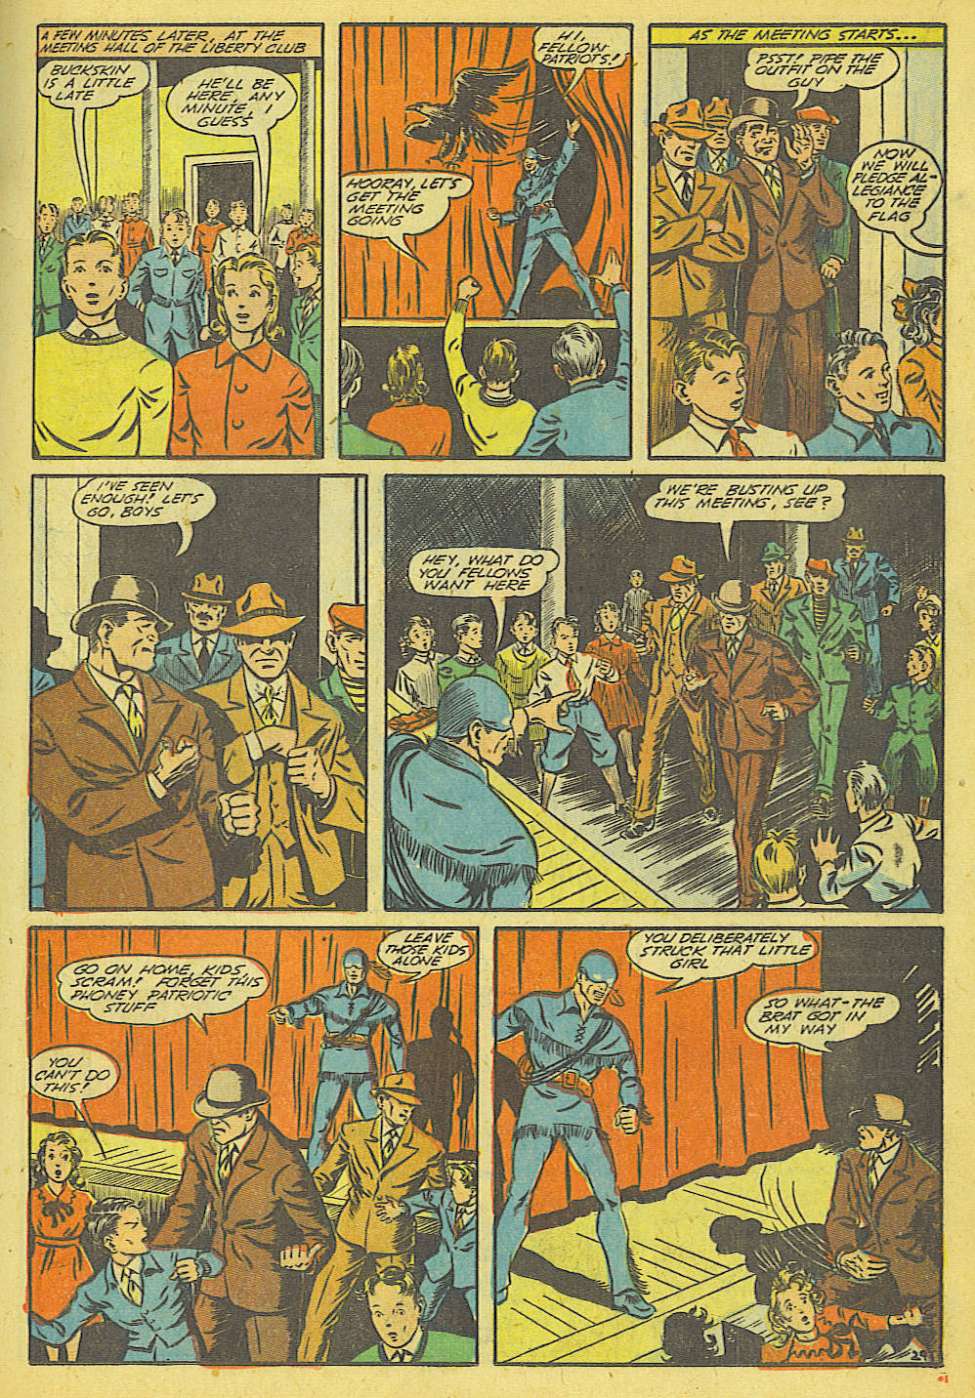 A FEW MINUTES LATER, AT THE
MEETING HALL OF THE LIBERTY CLUB
BUCKSKIN
IS A LITTLE
LATE
HE'LL BE
HERE, ANY
MINUTE, I
GUESS
HI,
FELLOW-
PATRIOTS!
HOORAY, LET'S
GET THE
MEETING
GOING
AS THE MEETING STARTS...
PSST! PIPE THE
OUTFIT ON THE
GUY
NOW
WE WILL
PLEDGE AL-
LEGIANCE
TO THE
FLAG
I'VE SEEN
ENOUGH! LET'S
GO, BOYS
HEY, WHAT DO
YOU FELLOWS
WANT HERE
WE'RE BUSTING UP
THIS MEETING, SEE?
GO ON HOME, KIDS,
SCRAM! FORGET THIS
PHONEY PATRIOTIC
STUFF
LEAVE
THOSE KIDS
ALONE
YOU
CAN'T DO
THIS!
YOU DELIBERATELY
STRUCK THAT LITTLE
GIRL
SO WHAT-THE
BRAT GOT IN
MY WAY